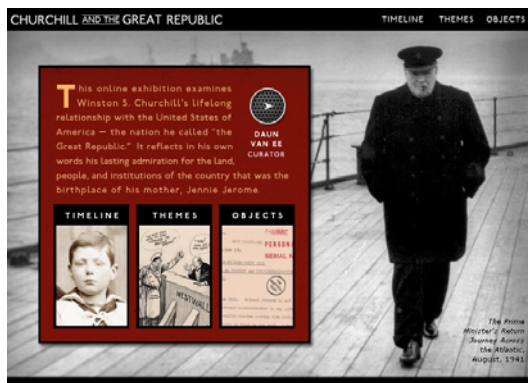 CHURCHILL AND THE GREAT REPUBLIC
TIMELINE THEMES OBJECTS
This online exhibition examines
Winston S. Churchill's lifelong
relationship with the United States of
America — the nation he called "the
Great Republic." It reflects in his own
words his lasting admiration for the land,
people, and institutions of the country that was the
birthplace of his mother, Jennie Jerome.
DAUN
VAN EE
CURATOR
TIMELINE
THEMES
OBJECTS
WESTWALL
PERSONA
SERIAL N
The Prime
Minister's Return
Journey Across
the Atlantic,
August, 1941